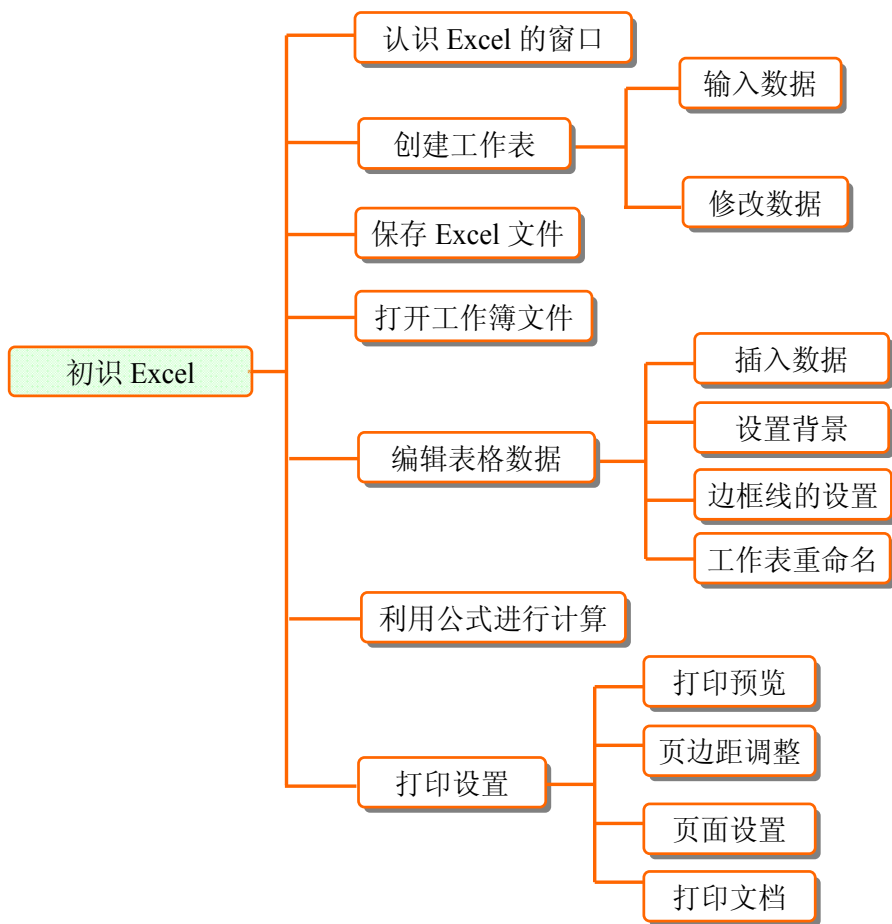 初识 Excel
认识 Excel 的窗口
创建工作表
输入数据
修改数据
保存 Excel 文件
打开工作簿文件
编辑表格数据
插入数据
设置背景
边框线的设置
工作表重命名
利用公式进行计算
打印设置
打印预览
页边距调整
页面设置
打印文档